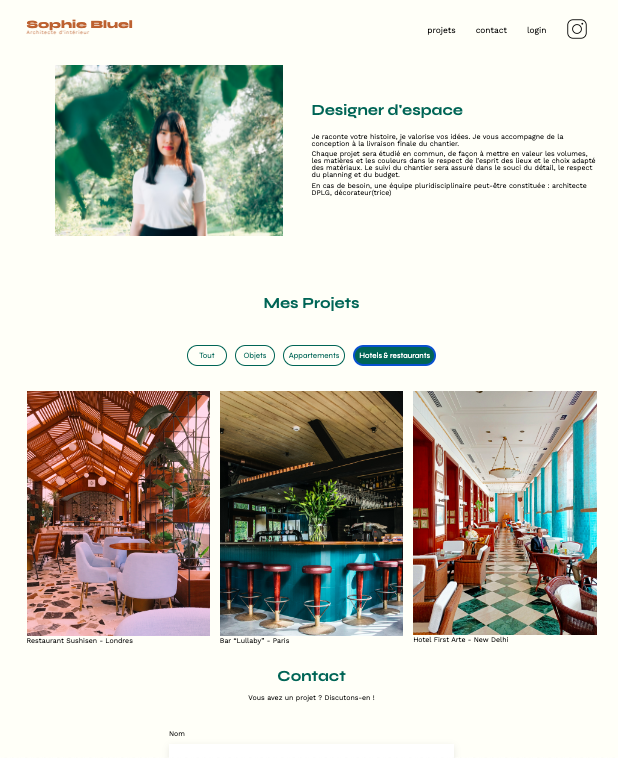 Sophie Bluel
Architecte d'intérieur
projets
contact
login
Designer d'espace
Je raconte votre histoire, je valorise vos idées. Je vous accompagne de la
conception à la livraison finale du chantier.
Chaque projet sera étudié en commun, de façon à mettre en valeur les volumes,
les matières et les couleurs dans le respect de l'esprit des lieux et le choix adapté
des matériaux. Le suivi du chantier sera assuré dans le souci du détail, le respect
du planning et du budget.
En cas de besoin, une équipe pluridisciplinaire peut-être constituée : architecte
DPLG, décorateur(trice)
Mes Projets
Tout
Objets
Appartements
Hotels & restaurants
Restaurant Sushisen - Londres
Bar "Lullaby" - Paris
Hotel First Arte - New Delhi
Contact
Vous avez un projet ? Discutons-en !
Nom